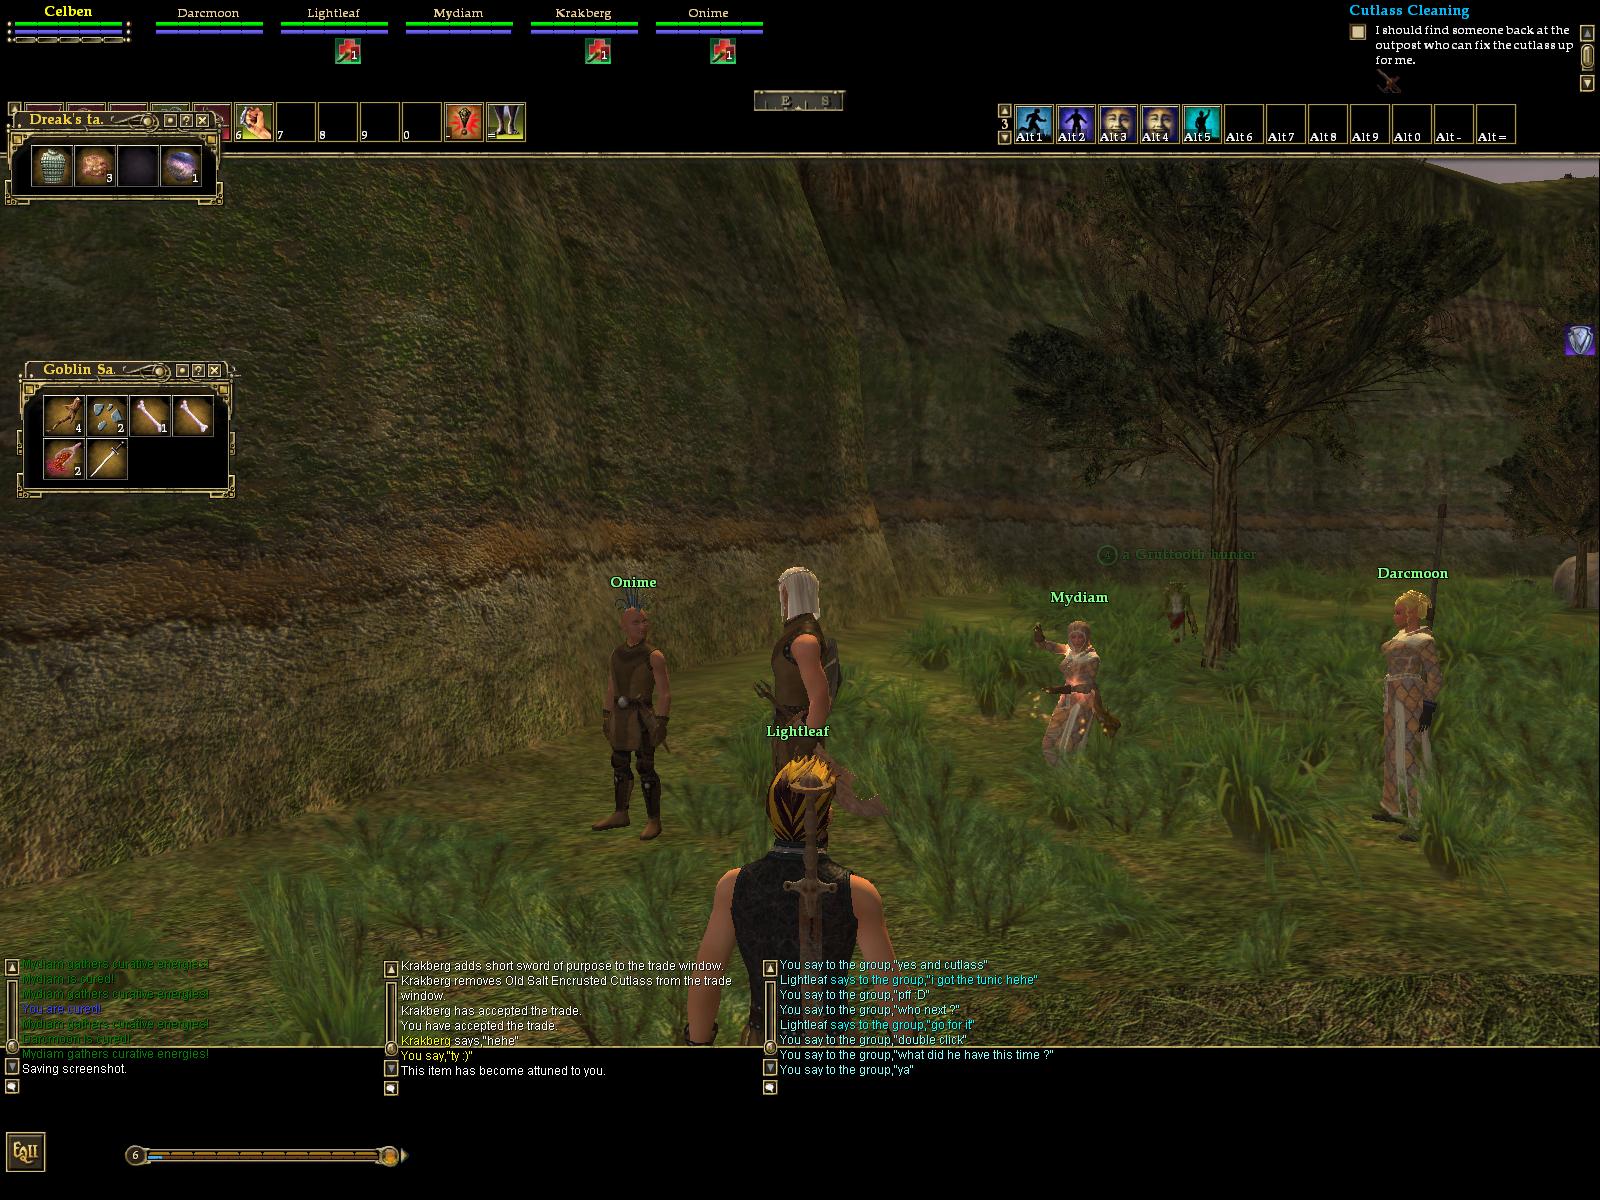 Celben
Darcmoon
Lightleaf
Mydiam
Krakberg
Onime
1
1
1
Cutlass Cleaning
I should find someone back at the
outpost who can fix the cutlass up
for me.
E S
6
7
8
9
0
-
=
3
Alt1
Alt2
Alt3
Alt4
Alt5
Alt6
Alt7
Alt8
Alt9
Alt0
Alt-
Alt=
Dreak's ta.
?
3
1
Goblin Sa.
?
4
2
1
2
4 a Gruttooth hunter
Onime
Mydiam
Darcmoon
Lightleaf
Mydiam gathers curative energies!
Mydiam is cured!
Mydiam gathers curative energies!
You are cured!
Mydiam gathers curative energies!
Darcmoon is cured!
Mydiam gathers curative energies!
Saving screenshot.
Krakberg adds short sword of purpose to the trade window.
Krakberg removes Old Salt Encrusted Cutlass from the trade
window.
Krakberg has accepted the trade.
You have accepted the trade.
Krakberg says,"hehe"
You say,"ty :)"
This item has become attuned to you.
You say to the group,"yes and cutlass"
Lightleaf says to the group,"i got the tunic hehe"
You say to the group,"pff :D"
You say to the group,"who next ?"
Lightleaf says to the group,"go for it"
You say to the group,"double click"
You say to the group,"what did he have this time ?"
You say to the group,"ya"
EQII
6